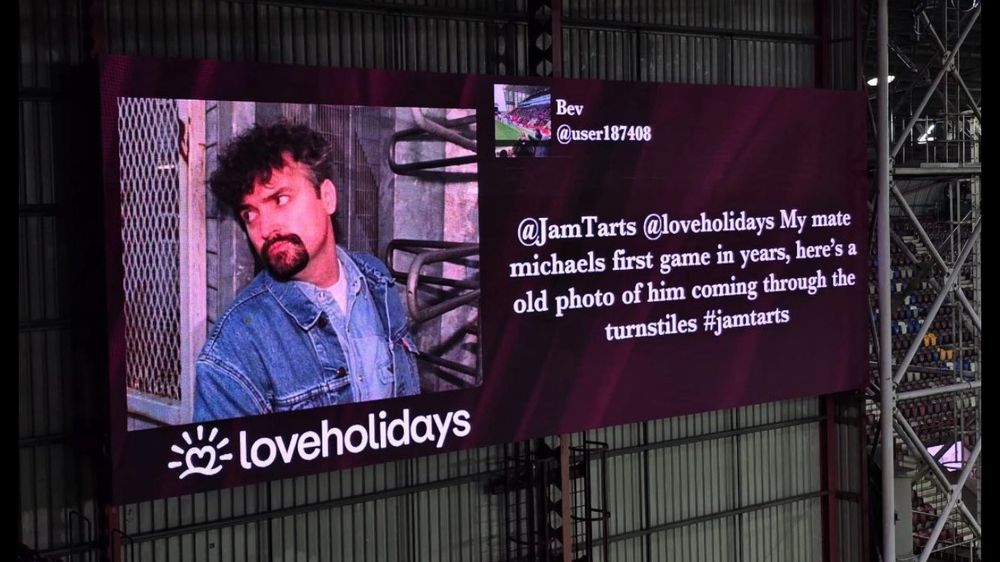 Bev
@user187408
@JamTarts @loveholidays My mate
michaels first game in years, here's a
old photo of him coming through the
turnstiles #jamtarts
loveholidays